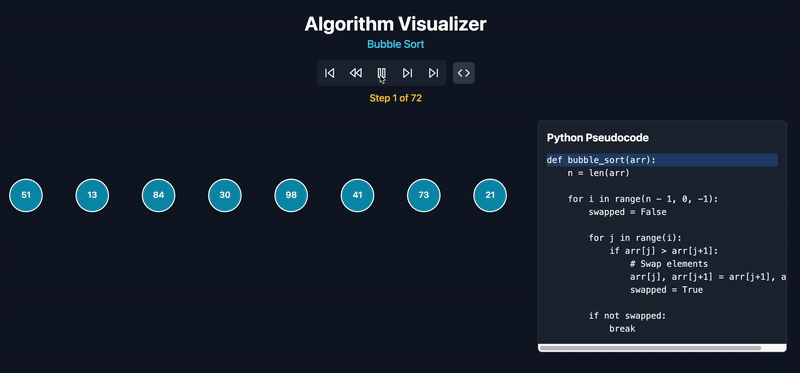 Algorithm Visualizer
Bubble Sort
Step 1 of 72
51 13 84 30 98 41 73 21
Python Pseudocode
def bubble_sort(arr):
    n = len(arr)
    for i in range(n - 1, 0, -1):
        swapped = False
        for j in range(i):
            if arr[j] > arr[j+1]:
                # Swap elements
                arr[j], arr[j+1] = arr[j+1], a
                swapped = True
        if not swapped:
            break